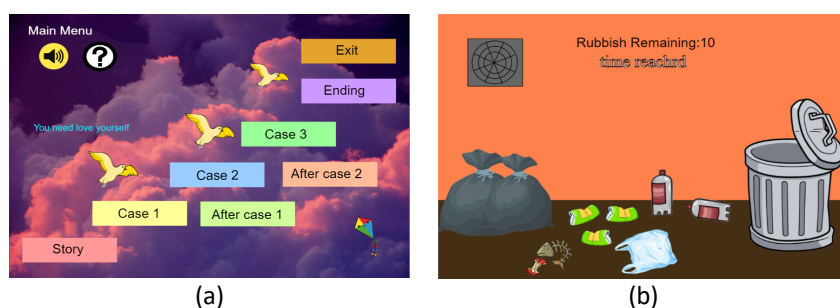 Main Menu
?
Exit
Ending
You need love yourself
Case 3
Case 2
After case 2
Case 1
After case 1
Story
(a)
Rubbish Remaining:10
time reachrd
(b)